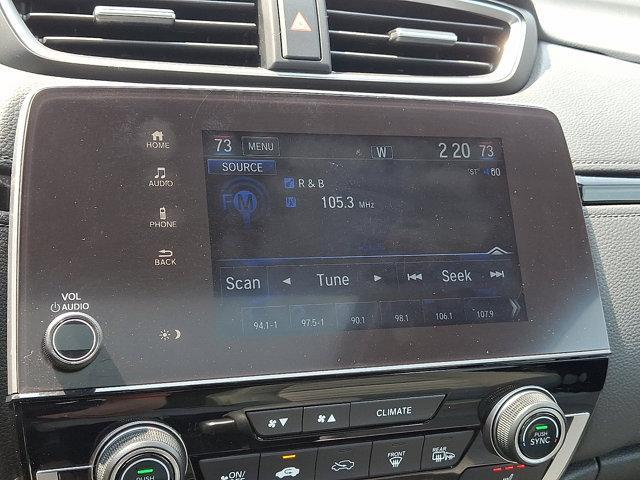 HOME
AUDIO
PHONE
BACK
VOL
AUDIO
73 MENU W 2 20 73
SOURCE
FM R & B
105.3 MHz
ST
Scan Tune Seek
94.1-1 97.5-1 90.1 98.1 106.1 107.9
CLIMATE
PUSH
SYNC
ON/
FRONT
REAR
PUSH